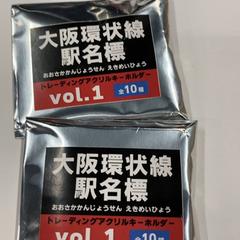 大阪環状線
駅名標
おおさかかんじょうせん えきめいひょう
トレーディングアクリルキーホルダー
vol.1 全10種
大阪環状線
駅名標
おおさかかんじょうせん えきめいひょう
トレーディングアクリルキーホルダー
vol.1 全10種